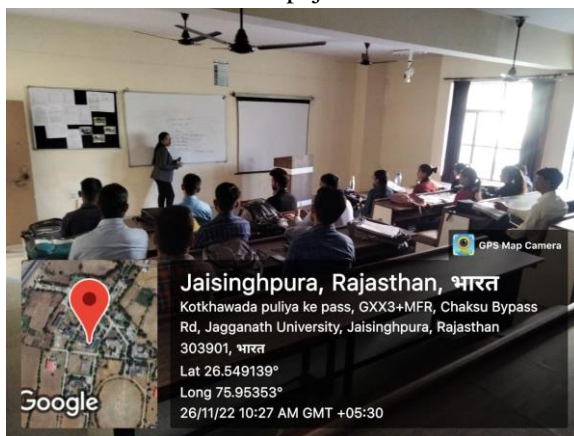 GPS Map Camera
Jaisinghpura, Rajasthan, भारत
Kotkhawada puliya ke pass, GXX3+MFR, Chaksu Bypass
Rd, Jagganath University, Jaisinghpura, Rajasthan
303901, भारत
Lat 26.549139°
Long 75.95353°
26/11/22 10:27 AM GMT +05:30
Google